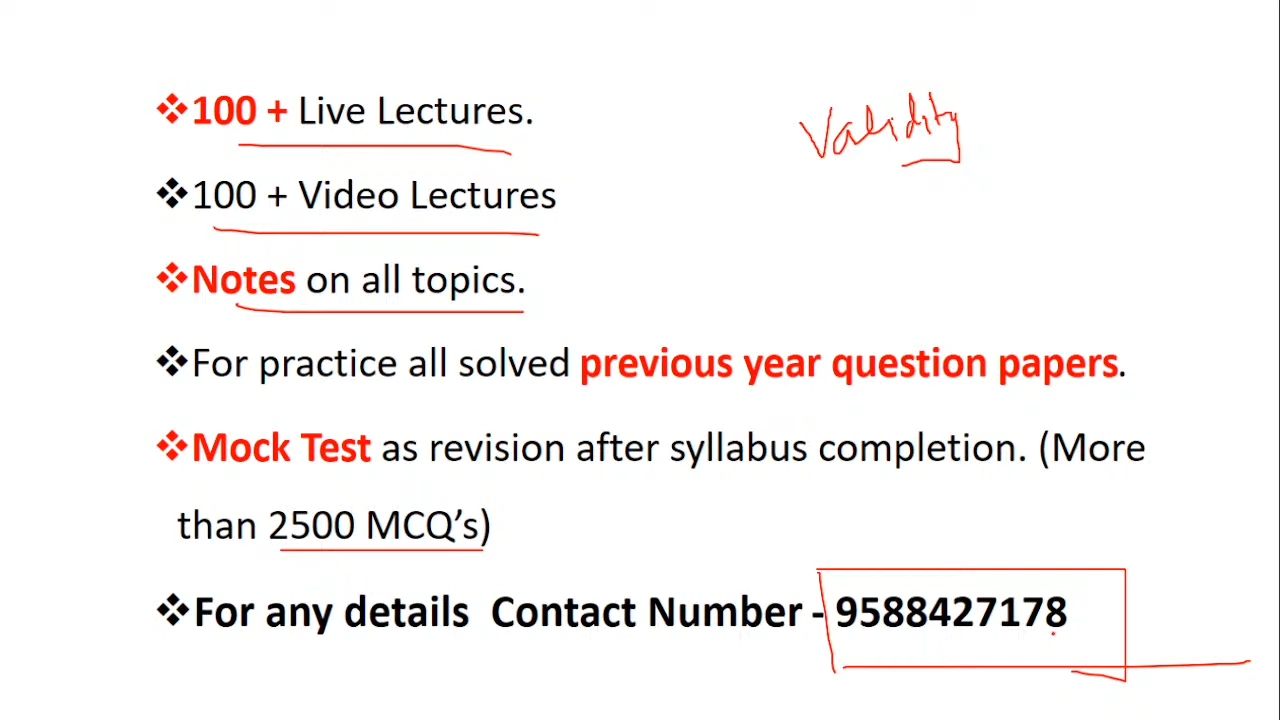 ❖100 + Live Lectures.
Validity
❖100 + Video Lectures
❖Notes on all topics.
❖For practice all solved previous year question papers.
❖Mock Test as revision after syllabus completion. (More
than 2500 MCQ’s)
❖For any details Contact Number - 9588427178